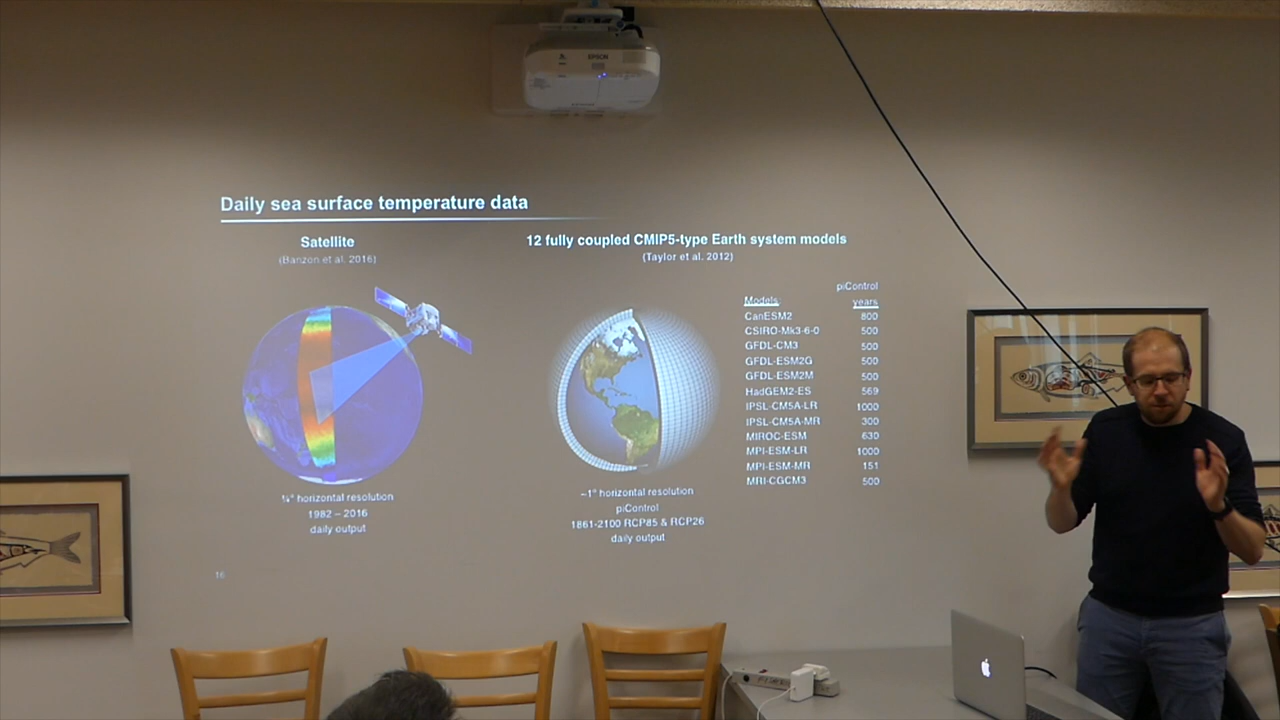 EPSON
Daily sea surface temperature data
Satellite
(Banzon et al. 2016)
12 fully coupled CMIP5-type Earth system models
(Taylor et al. 2012)
piControl
Models: years
CanESM2 800
CSIRO-Mk3-6-0 500
GFDL-CM3 500
GFDL-ESM2G 500
GFDL-ESM2M 500
HadGEM2-ES 569
IPSL-CM5A-LR 1000
IPSL-CM5A-MR 300
MIROC-ESM 630
MPI-ESM-LR 1000
MPI-ESM-MR 151
MRI-CGCM3 500
¼° horizontal resolution
1982 – 2016
daily output
~1° horizontal resolution
piControl
1861-2100 RCP85 & RCP26
daily output
16